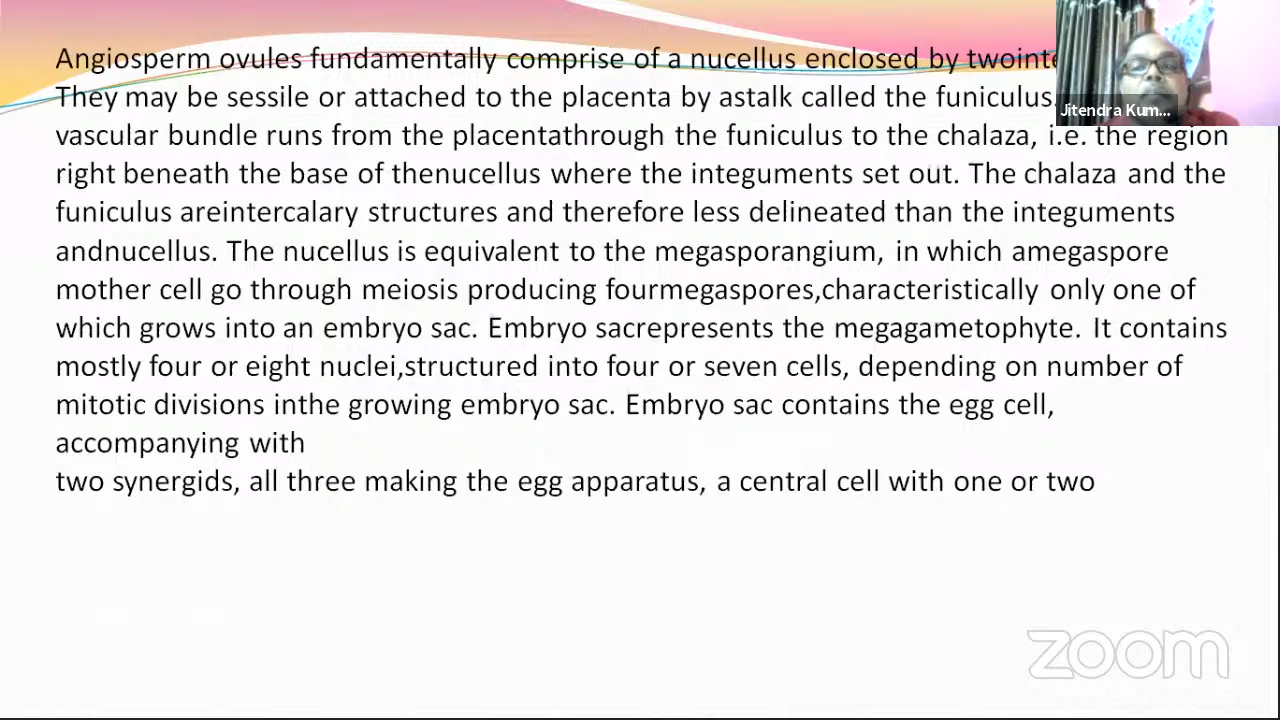 Angiosperm ovules fundamentally comprise of a nucellus enclosed by
They may be sessile or attached to the placenta by astalk called the funiculus.
Jitendra Kum...
vascular bundle runs from the placentathrough the funiculus to the chalaza, i.e. the region
right beneath the base of thenucellus where the integuments set out. The chalaza and the
funiculus areintercalary structures and therefore less delineated than the integuments
andnucellus. The nucellus is equivalent to the megasporangium, in which amegaspore
mother cell go through meiosis producing fourmegaspores,characteristically only one of
which grows into an embryo sac. Embryo sacrepresents the megagametophyte. It contains
mostly four or eight nuclei,structured into four or seven cells, depending on number of
mitotic divisions inthe growing embryo sac. Embryo sac contains the egg cell,
accompanying with
two synergids, all three making the egg apparatus, a central cell with one or two
zoom